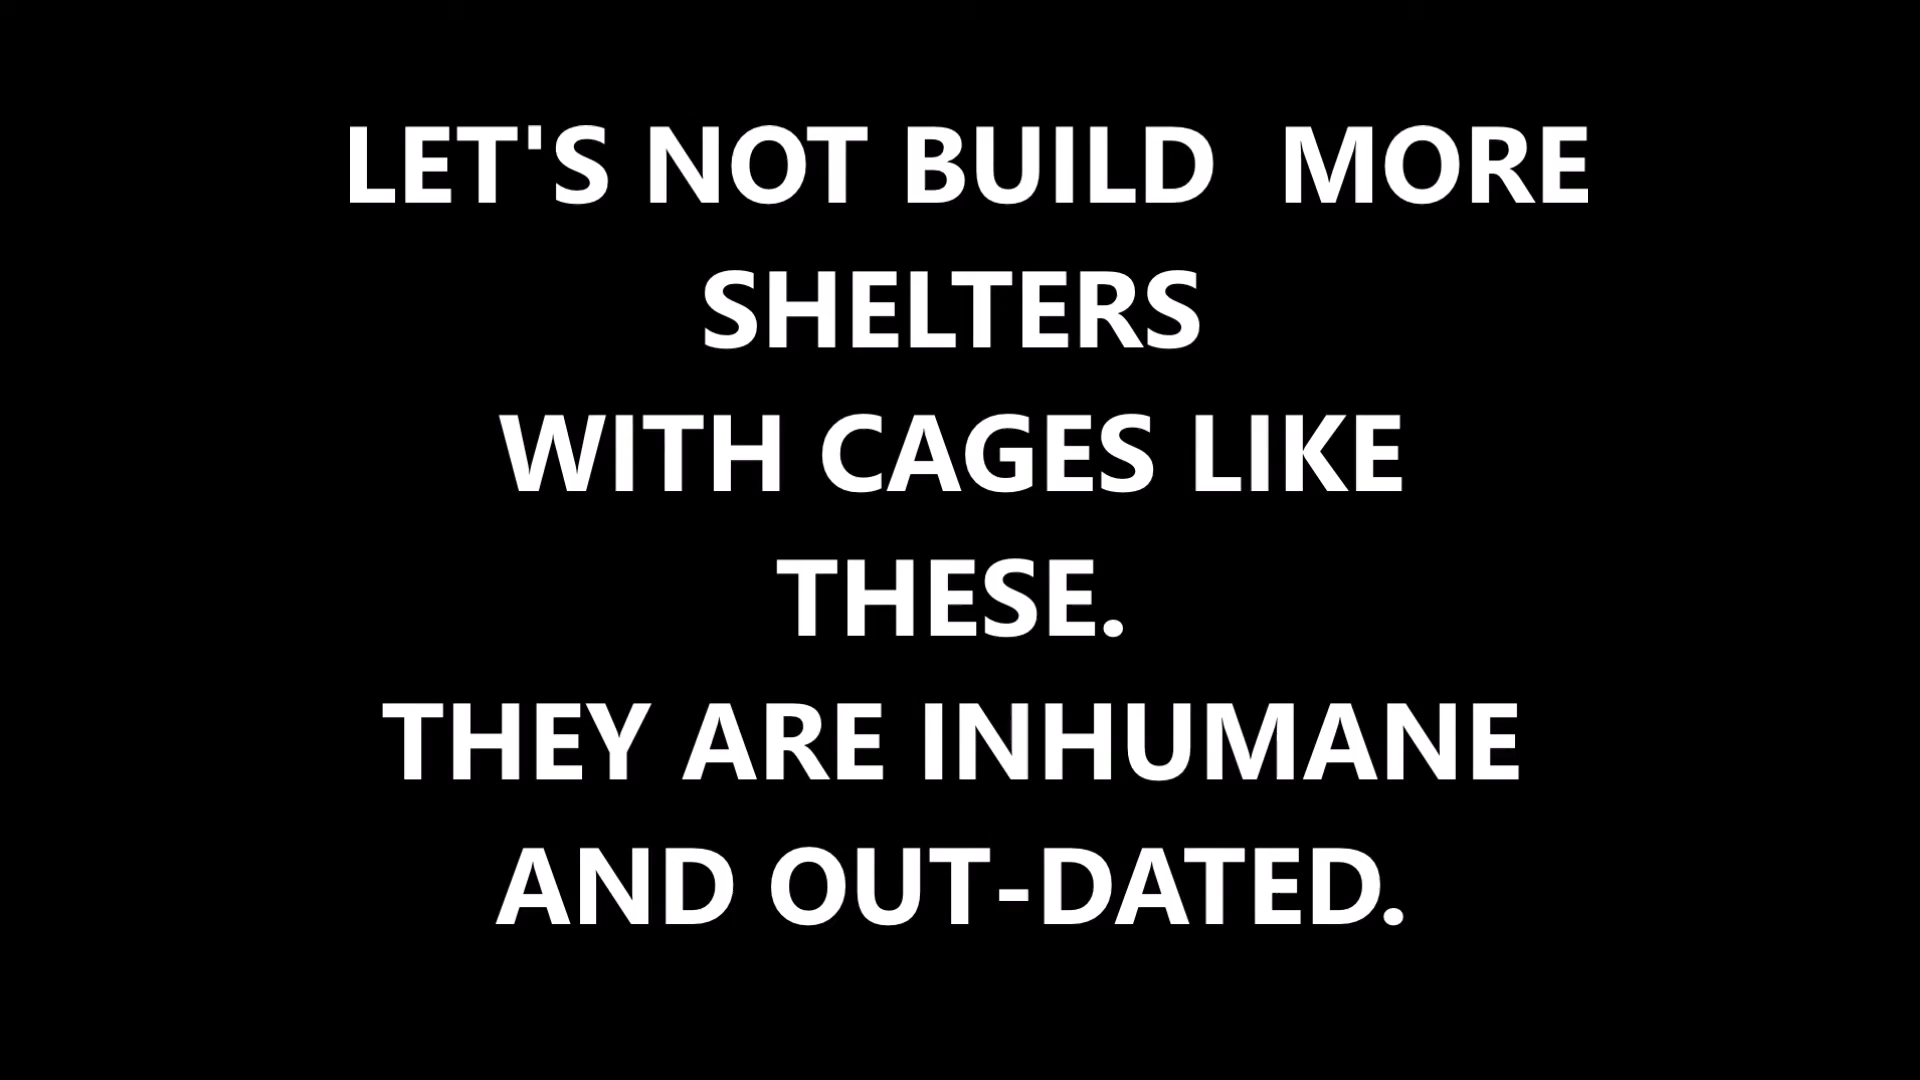 LET'S NOT BUILD  MORE
SHELTERS
WITH CAGES LIKE
THESE.
THEY ARE INHUMANE
AND OUT-DATED.